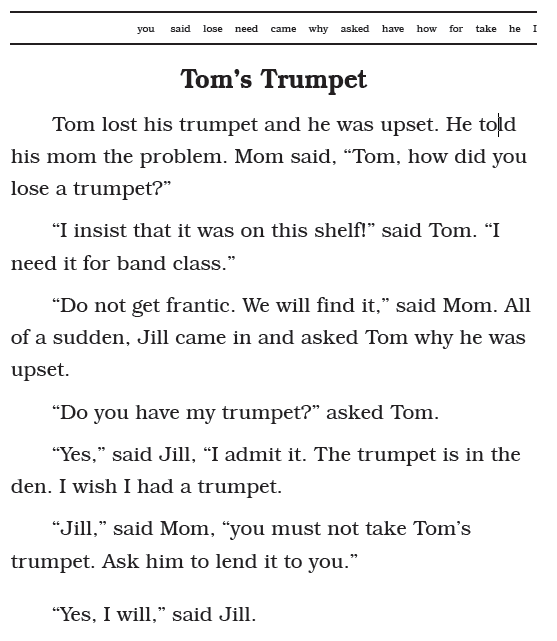 you said lose need came why asked have how for take he I
Tom’s Trumpet
Tom lost his trumpet and he was upset. He told
his mom the problem. Mom said, “Tom, how did you
lose a trumpet?”
“I insist that it was on this shelf!” said Tom. “I
need it for band class.”
“Do not get frantic. We will find it,” said Mom. All
of a sudden, Jill came in and asked Tom why he was
upset.
“Do you have my trumpet?” asked Tom.
“Yes,” said Jill, “I admit it. The trumpet is in the
den. I wish I had a trumpet.
“Jill,” said Mom, “you must not take Tom’s
trumpet. Ask him to lend it to you.”
“Yes, I will,” said Jill.